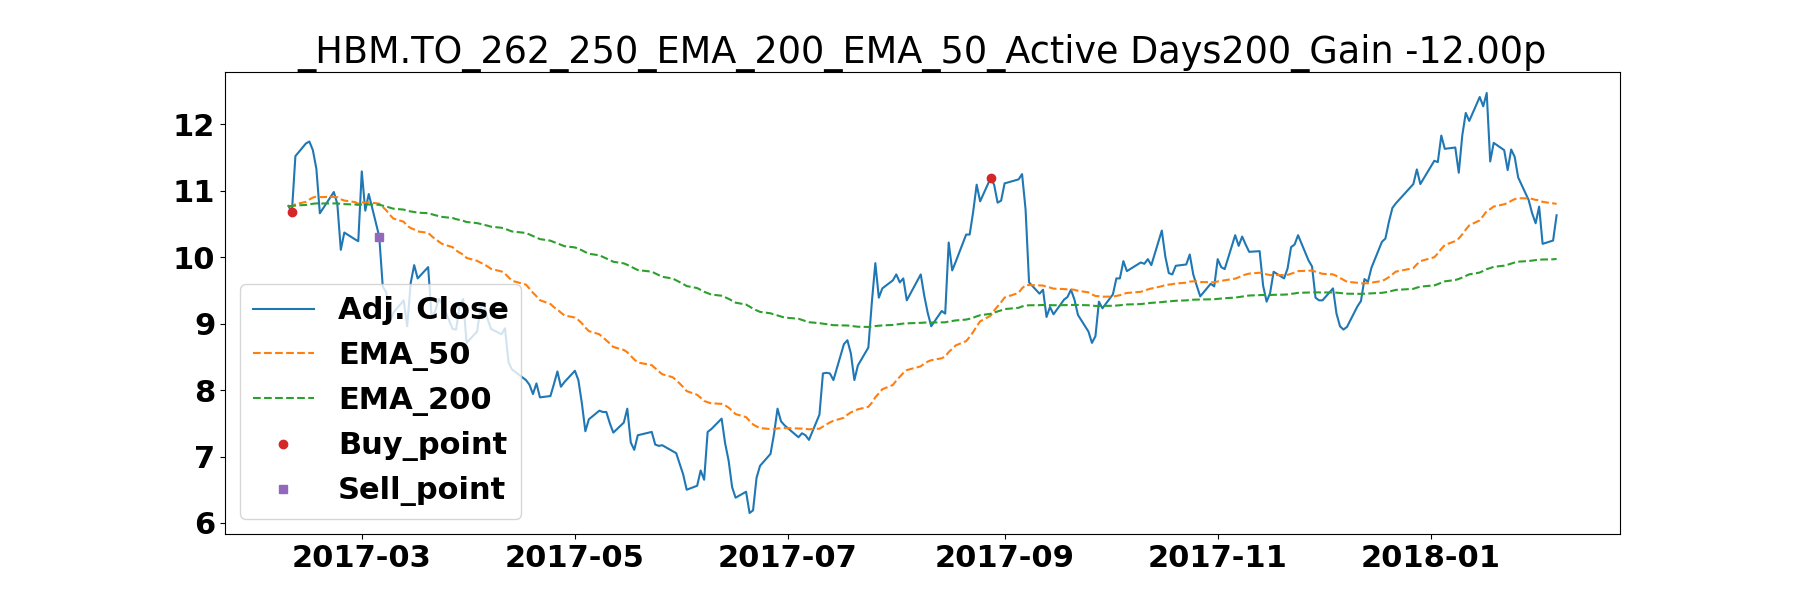 _HBM.TO_262_250_EMA_200_EMA_50_Active Days200_Gain -12.00p
12
11
10
9
8
7
6
Adj. Close
EMA_50
EMA_200
Buy_point
Sell_point
2017-03 2017-05 2017-07 2017-09 2017-11 2018-01